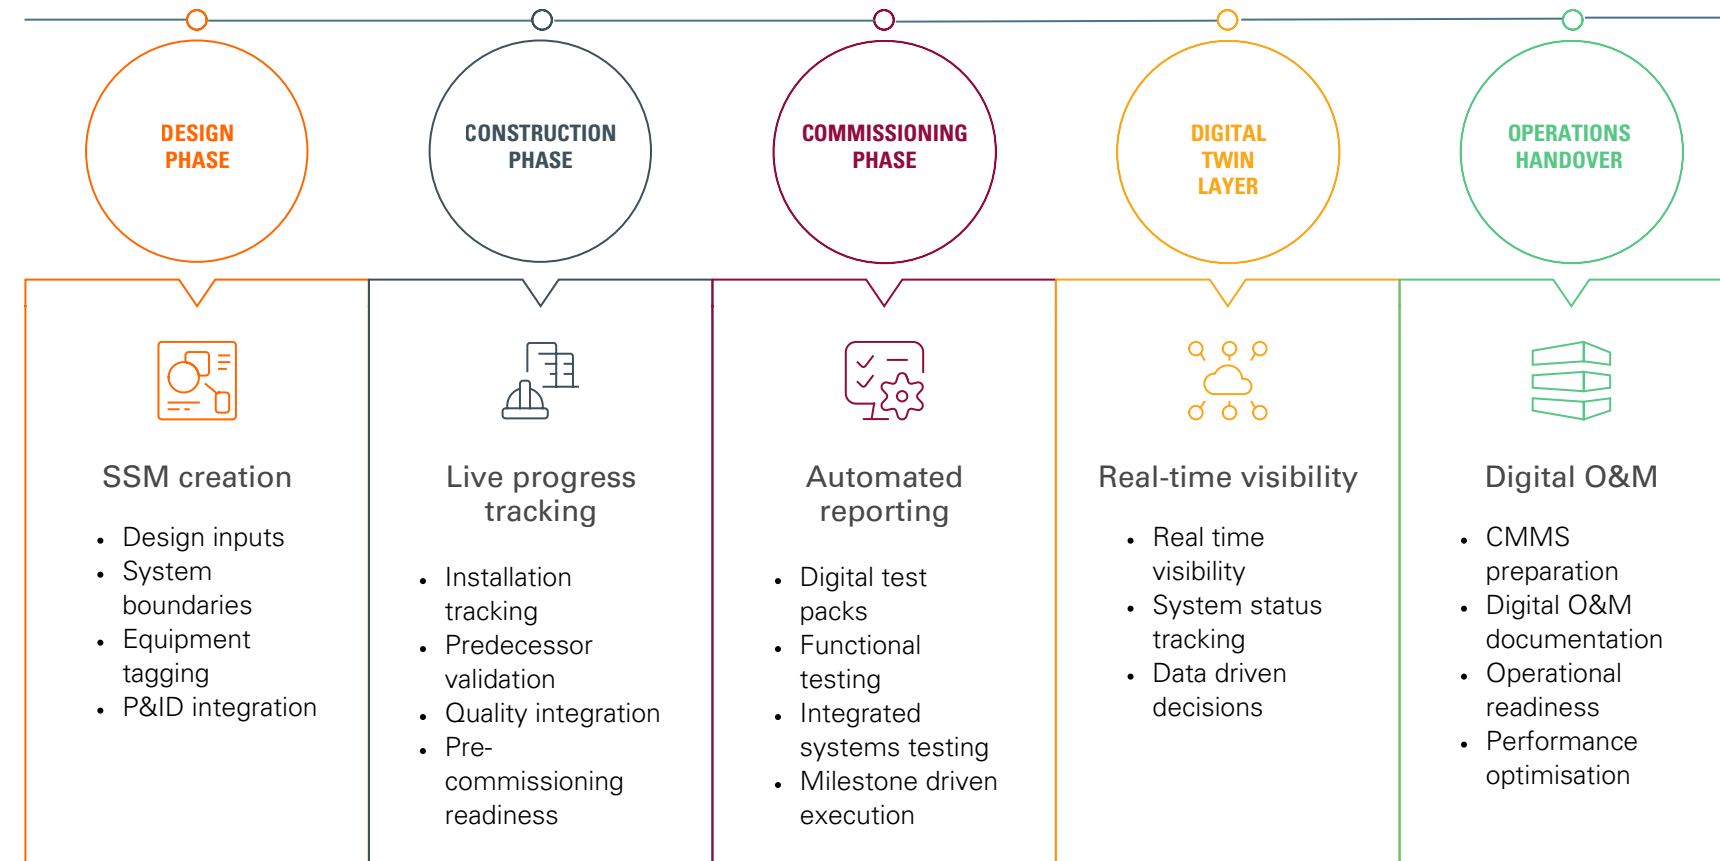 DESIGN
PHASE
CONSTRUCTION
PHASE
COMMISSIONING
PHASE
DIGITAL
TWIN
LAYER
OPERATIONS
HANDOVER
SSM creation
• Design inputs
• System
boundaries
• Equipment
tagging
• P&ID integration
Live progress
tracking
• Installation
tracking
• Predecessor
validation
• Quality integration
• Pre-
commissioning
readiness
Automated
reporting
• Digital test
packs
• Functional
testing
• Integrated
systems testing
• Milestone driven
execution
Real-time visibility
• Real time
visibility
• System status
tracking
• Data driven
decisions
Digital O&M
• CMMS
preparation
• Digital O&M
documentation
• Operational
readiness
• Performance
optimisation